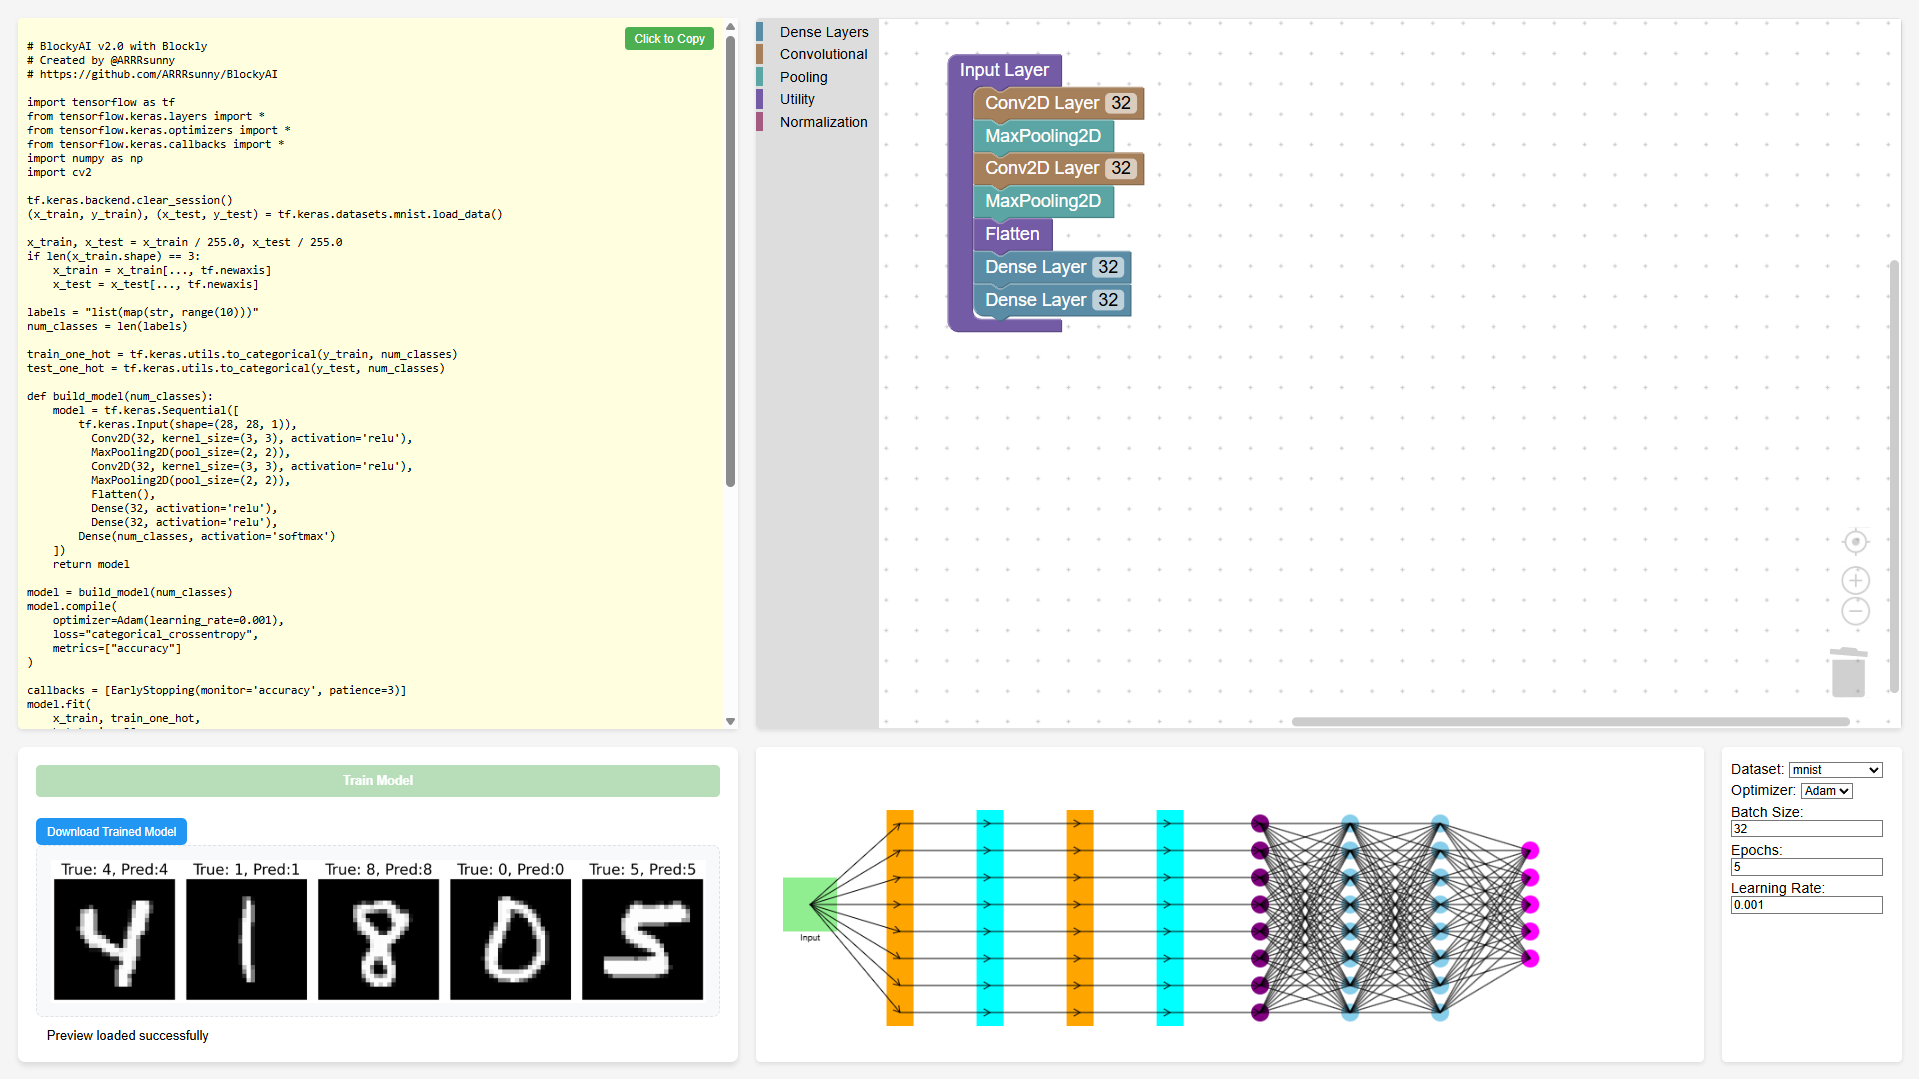 # BlockyAI v2.0 with Blockly
# Created by @ARRRsunny
# https://github.com/ARRRsunny/BlockyAI
Click to Copy
import tensorflow as tf
from tensorflow.keras.layers import *
from tensorflow.keras.optimizers import *
from tensorflow.keras.callbacks import *
import numpy as np
import cv2
tf.keras.backend.clear_session()
(x_train, y_train), (x_test, y_test) = tf.keras.datasets.mnist.load_data()
x_train, x_test = x_train / 255.0, x_test / 255.0
if len(x_train.shape) == 3:
    x_train = x_train[..., tf.newaxis]
    x_test = x_test[..., tf.newaxis]
labels = "list(map(str, range(10)))"
num_classes = len(labels)
train_one_hot = tf.keras.utils.to_categorical(y_train, num_classes)
test_one_hot = tf.keras.utils.to_categorical(y_test, num_classes)
def build_model(num_classes):
    model = tf.keras.Sequential([
        tf.keras.Input(shape=(28, 28, 1)),
          Conv2D(32, kernel_size=(3, 3), activation='relu'),
          MaxPooling2D(pool_size=(2, 2)),
          Conv2D(32, kernel_size=(3, 3), activation='relu'),
          MaxPooling2D(pool_size=(2, 2)),
          Flatten(),
          Dense(32, activation='relu'),
          Dense(32, activation='relu'),
        Dense(num_classes, activation='softmax')
    ])
    return model
model = build_model(num_classes)
model.compile(
    optimizer=Adam(learning_rate=0.001),
    loss="categorical_crossentropy",
    metrics=["accuracy"]
)
callbacks = [EarlyStopping(monitor='accuracy', patience=3)]
model.fit(
    x_train, train_one_hot,
Dense Layers
Convolutional
Pooling
Utility
Normalization
Input Layer
Conv2D Layer 32
MaxPooling2D
Conv2D Layer 32
MaxPooling2D
Flatten
Dense Layer 32
Dense Layer 32
Train Model
Download Trained Model
True: 4, Pred:4 True: 1, Pred:1 True: 8, Pred:8 True: 0, Pred:0 True: 5, Pred:5
4 1 8 0 5
Preview loaded successfully
Input
Dataset: mnist
Optimizer: Adam
Batch Size:
32
Epochs:
5
Learning Rate:
0.001